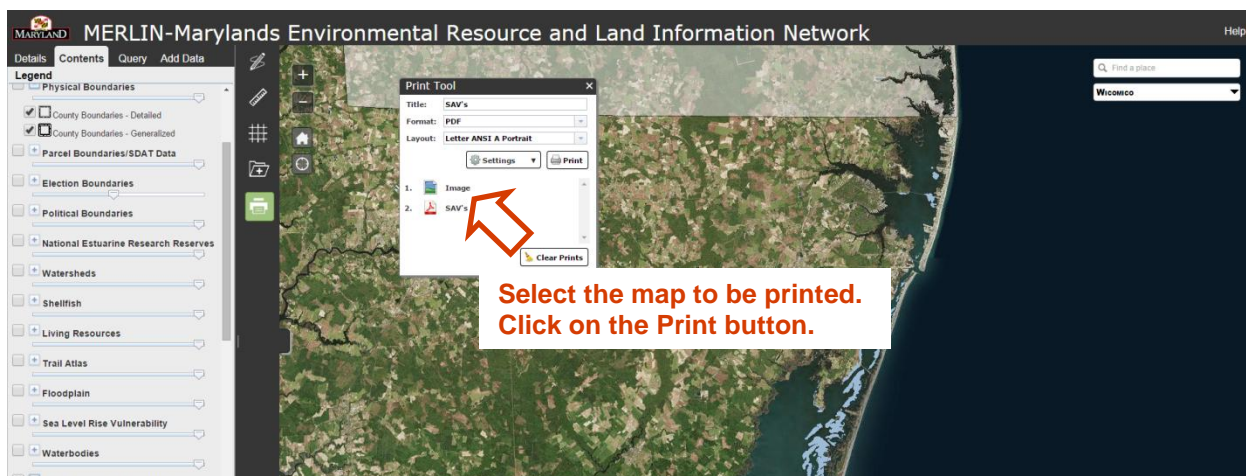 MARYLAND MERLIN-Marylands Environmental Resource and Land Information Network
Help
Details Contents Query Add Data
Legend
Physical Boundaries
County Boundaries - Detailed
County Boundaries - Generalized
Parcel Boundaries/SDAT Data
Election Boundaries
Political Boundaries
National Estuarine Research Reserves
Watersheds
Shellfish
Living Resources
Trail Atlas
Floodplain
Sea Level Rise Vulnerability
Waterbodies
Print Tool
Title: SAV's
Format: PDF
Layout: Letter ANSI A Portrait
Settings Print
1. Image
2. SAV's
Clear Prints
Select the map to be printed.
Click on the Print button.
Find a place
Wicomico